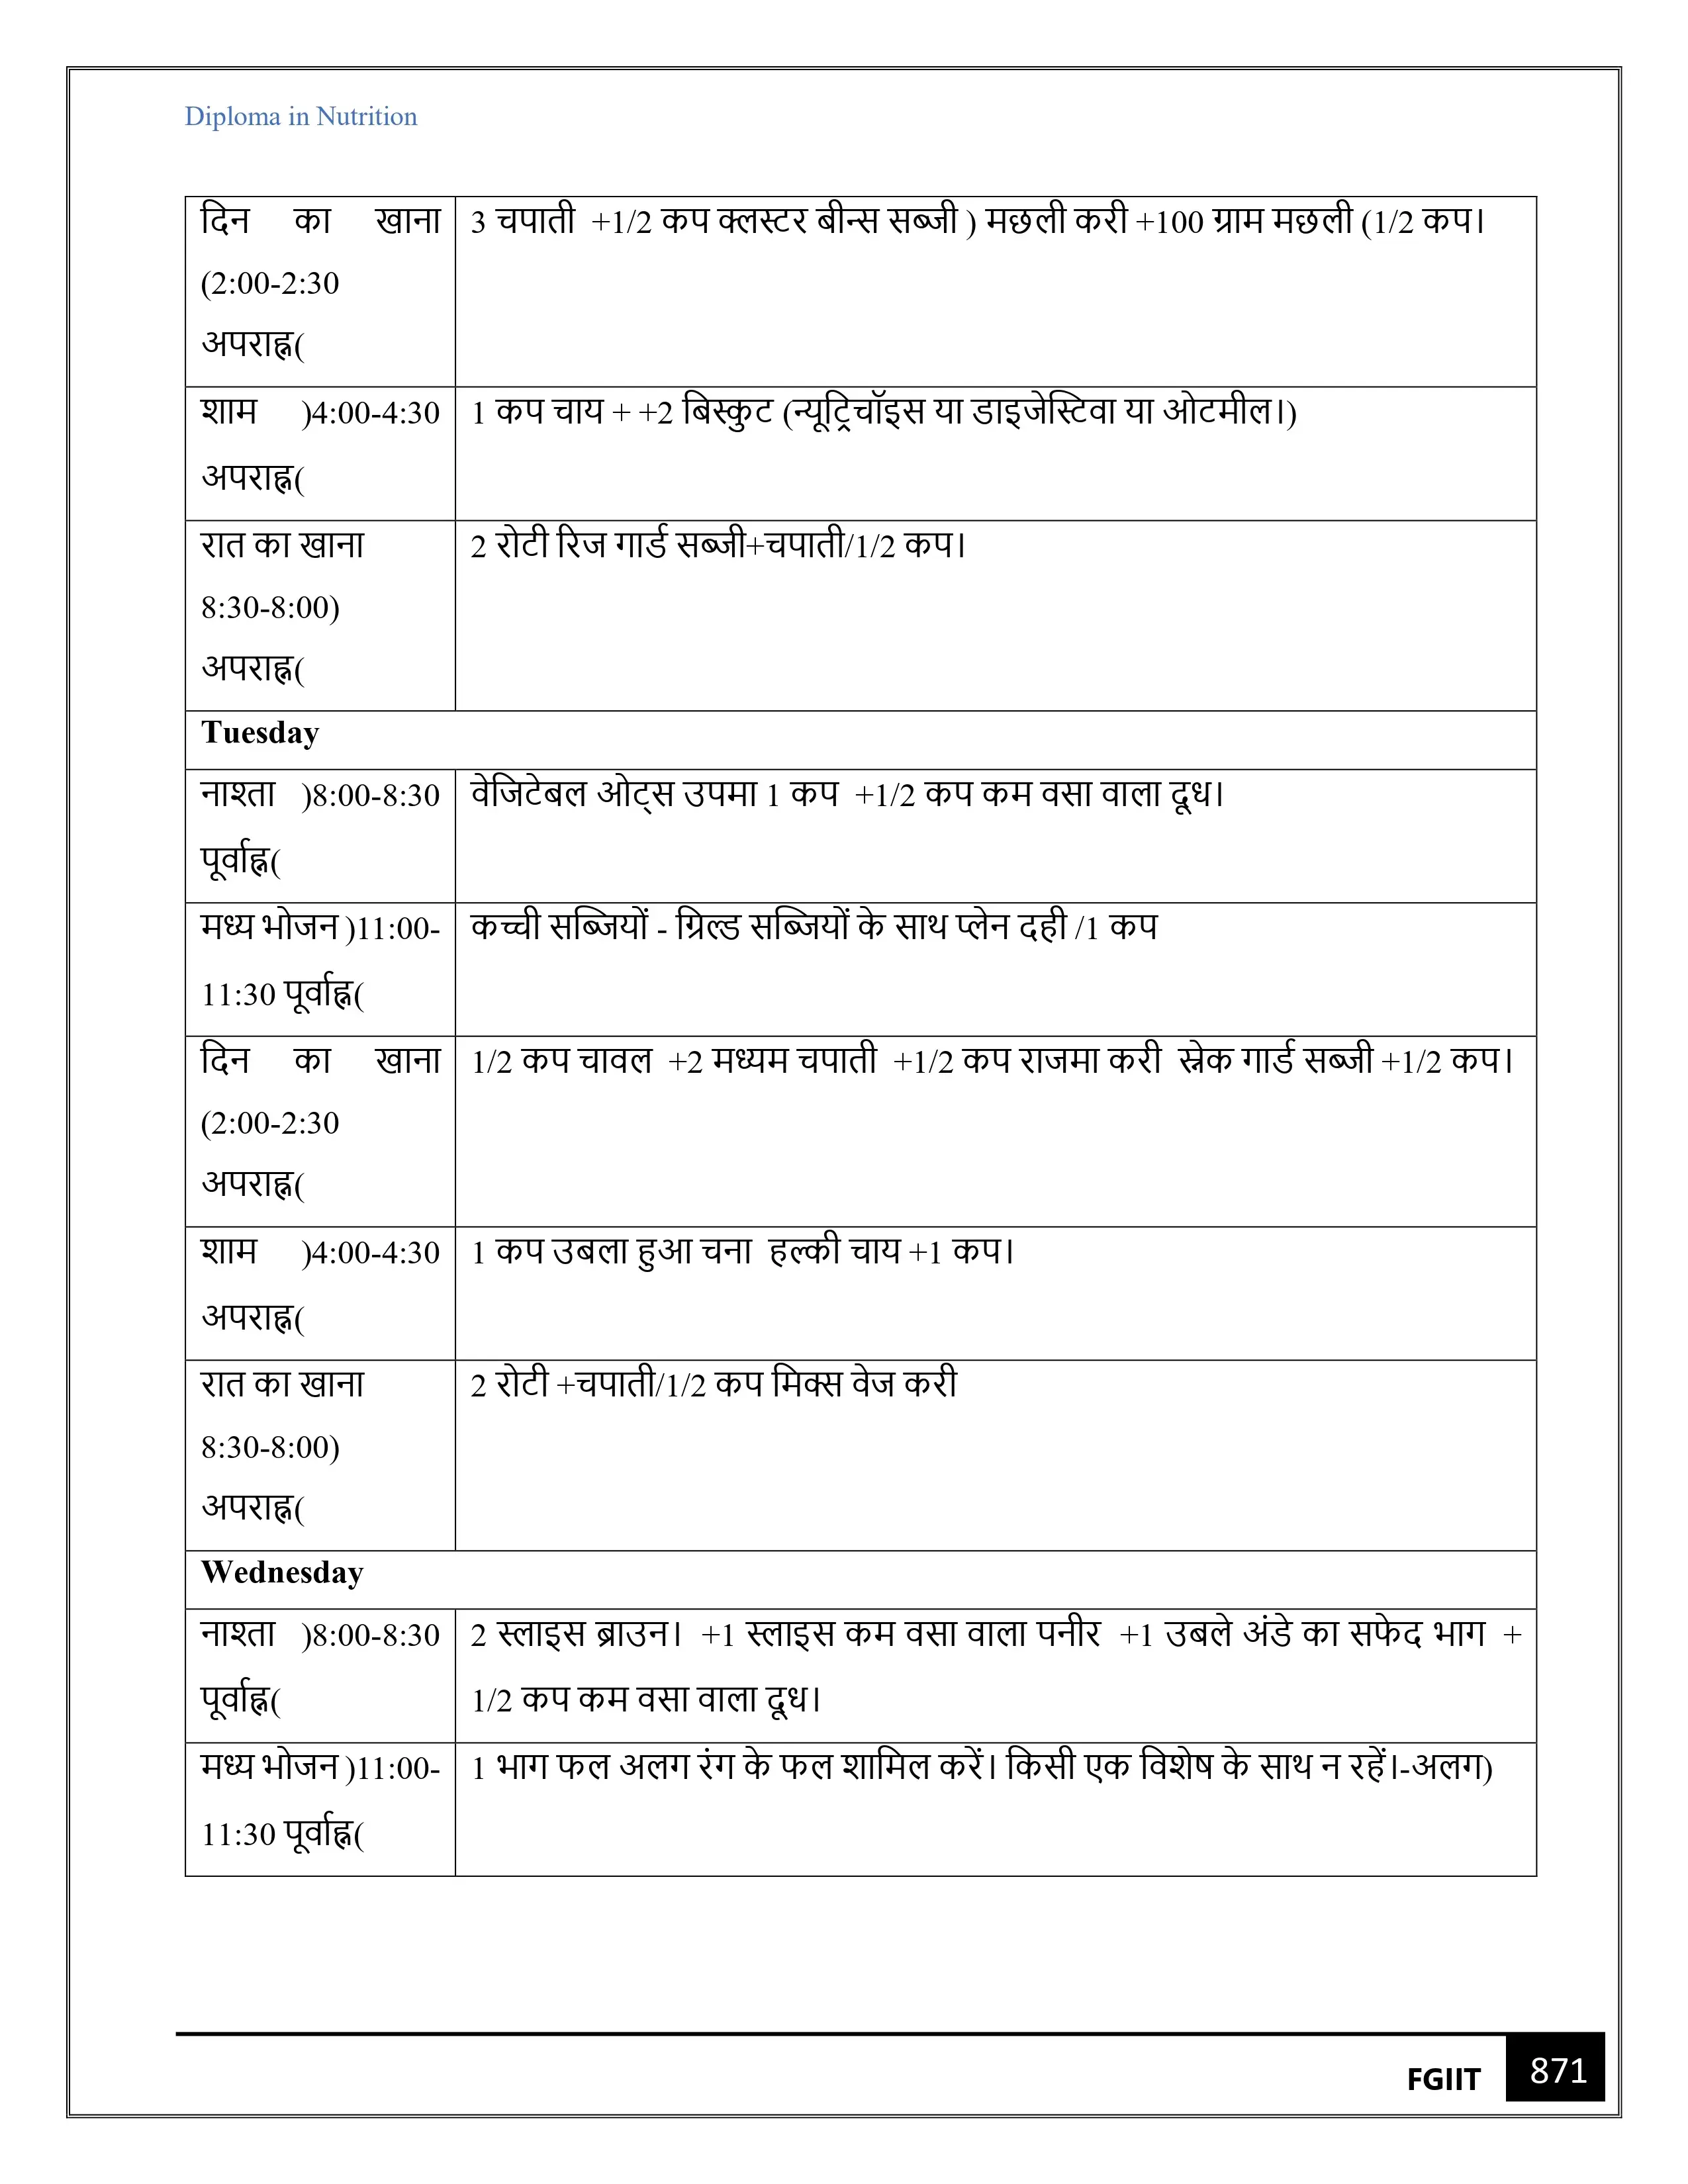 Diploma in Nutrition
दिन का खाना
(2:00-2:30
अपराह्न(
3 चपाती +1/2 कप क्लस्टर बीन्स सब्जी ) मछली करी +100 ग्राम मछली (1/2 कप।
शाम )4:00-4:30
अपराह्न(
1 कप चाय + +2 बिस्कुट (न्यूट्रिचॉइस या डाइजेस्टिवा या ओटमील।)
रात का खाना
8:30-8:00)
अपराह्न(
2 रोटी रिज गार्ड सब्जी+चपाती/1/2 कप।
Tuesday
नाश्ता )8:00-8:30
पूर्वाह्न(
वेजिटेबल ओट्स उपमा 1 कप +1/2 कप कम वसा वाला दूध।
मध्य भोजन )11:00-
11:30 पूर्वाह्न(
कच्ची सब्जियों - ग्रिल्ड सब्जियों के साथ प्लेन दही /1 कप
दिन का खाना
(2:00-2:30
अपराह्न(
1/2 कप चावल +2 मध्यम चपाती +1/2 कप राजमा करी स्नेक गार्ड सब्जी +1/2 कप।
शाम )4:00-4:30
अपराह्न(
1 कप उबला हुआ चना हल्की चाय +1 कप।
रात का खाना
8:30-8:00)
अपराह्न(
2 रोटी +चपाती/1/2 कप मिक्स वेज करी
Wednesday
नाश्ता )8:00-8:30
पूर्वाह्न(
2 स्लाइस ब्राउन। +1 स्लाइस कम वसा वाला पनीर +1 उबले अंडे का सफेद भाग +
1/2 कप कम वसा वाला दूध।
मध्य भोजन )11:00-
11:30 पूर्वाह्न(
1 भाग फल अलग रंग के फल शामिल करें। किसी एक विशेष के साथ न रहें।-अलग)
FGIIT 871